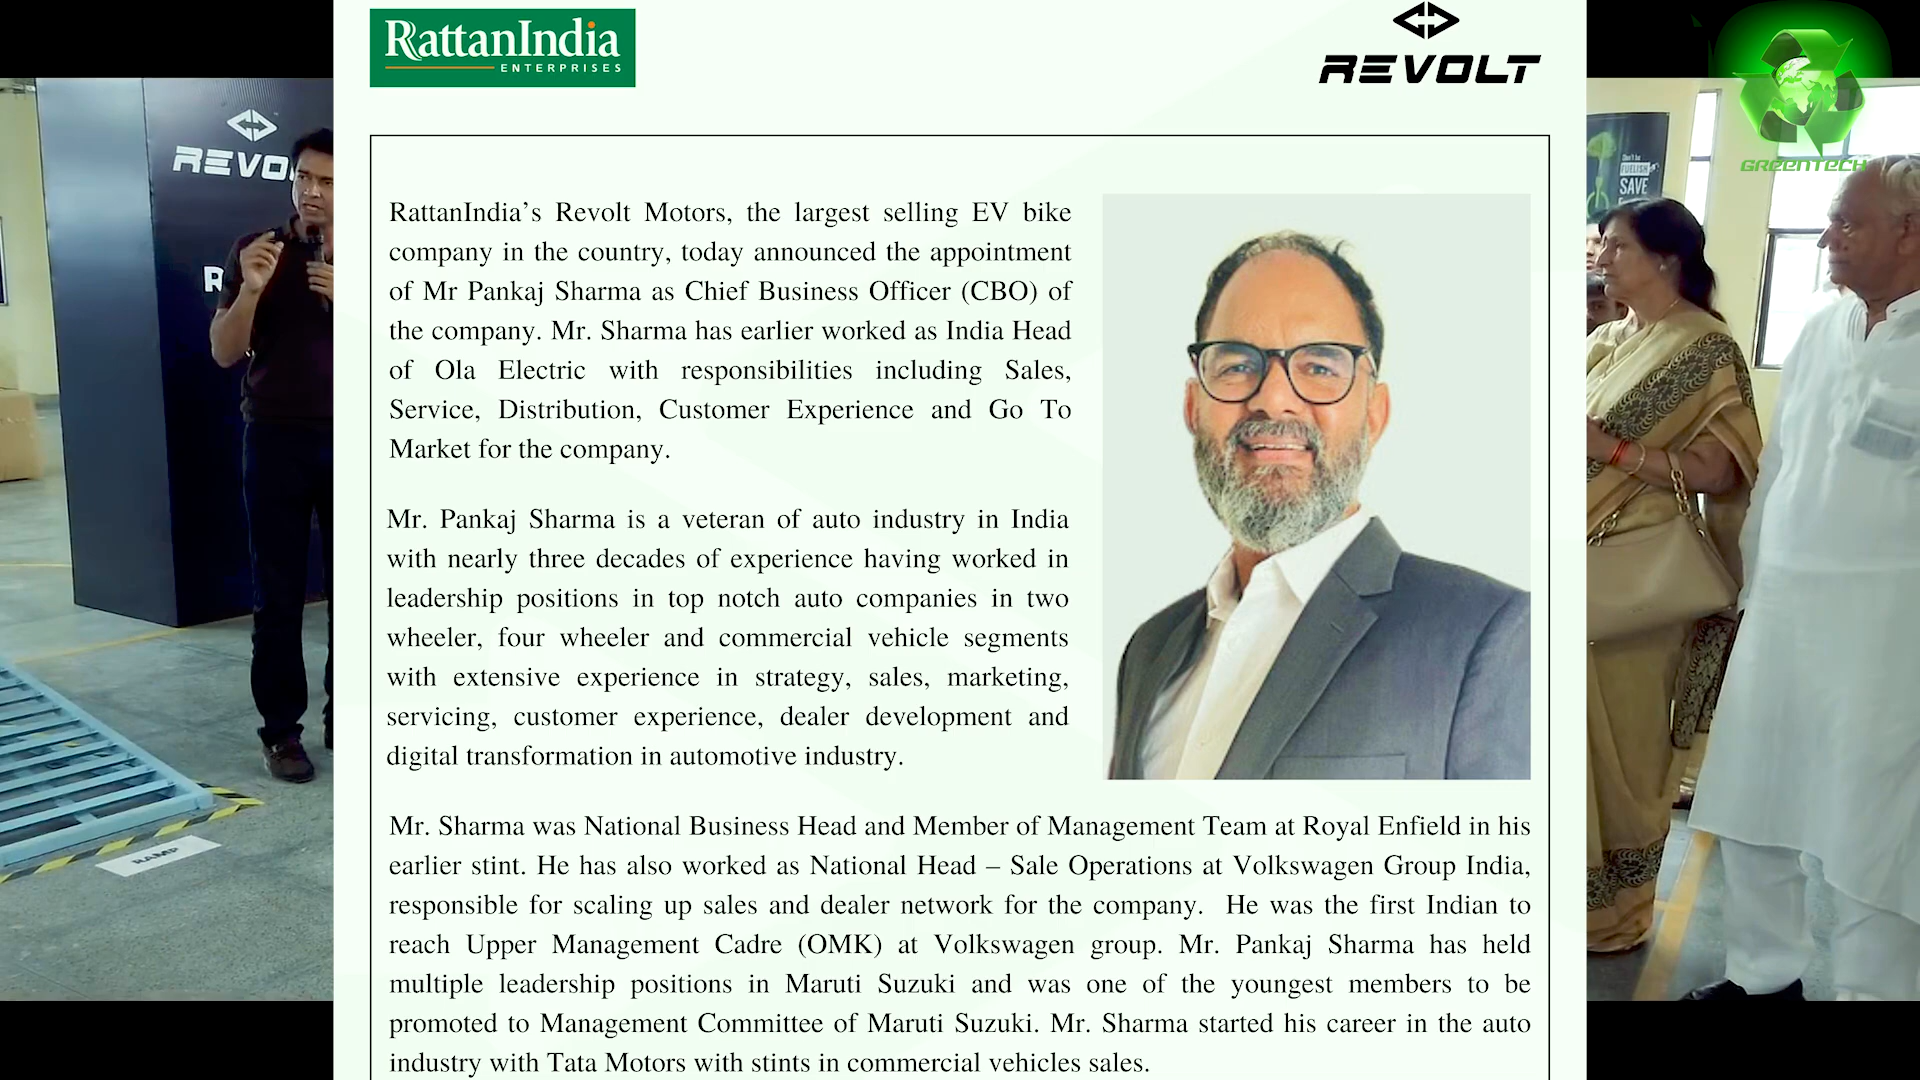 RattanIndia
ENTERPRISES
REVOLT
GREENTECH
REVO
R
Don't be
FUELISH
SAVE
RattanIndia's Revolt Motors, the largest selling EV bike
company in the country, today announced the appointment
of Mr Pankaj Sharma as Chief Business Officer (CBO) of
the company. Mr. Sharma has earlier worked as India Head
of Ola Electric with responsibilities including Sales,
Service, Distribution, Customer Experience and Go To
Market for the company.
Mr. Pankaj Sharma is a veteran of auto industry in India
with nearly three decades of experience having worked in
leadership positions in top notch auto companies in two
wheeler, four wheeler and commercial vehicle segments
with extensive experience in strategy, sales, marketing,
servicing, customer experience, dealer development and
digital transformation in automotive industry.
RAMP
Mr. Sharma was National Business Head and Member of Management Team at Royal Enfield in his
earlier stint. He has also worked as National Head – Sale Operations at Volkswagen Group India,
responsible for scaling up sales and dealer network for the company. He was the first Indian to
reach Upper Management Cadre (OMK) at Volkswagen group. Mr. Pankaj Sharma has held
multiple leadership positions in Maruti Suzuki and was one of the youngest members to be
promoted to Management Committee of Maruti Suzuki. Mr. Sharma started his career in the auto
industry with Tata Motors with stints in commercial vehicles sales.